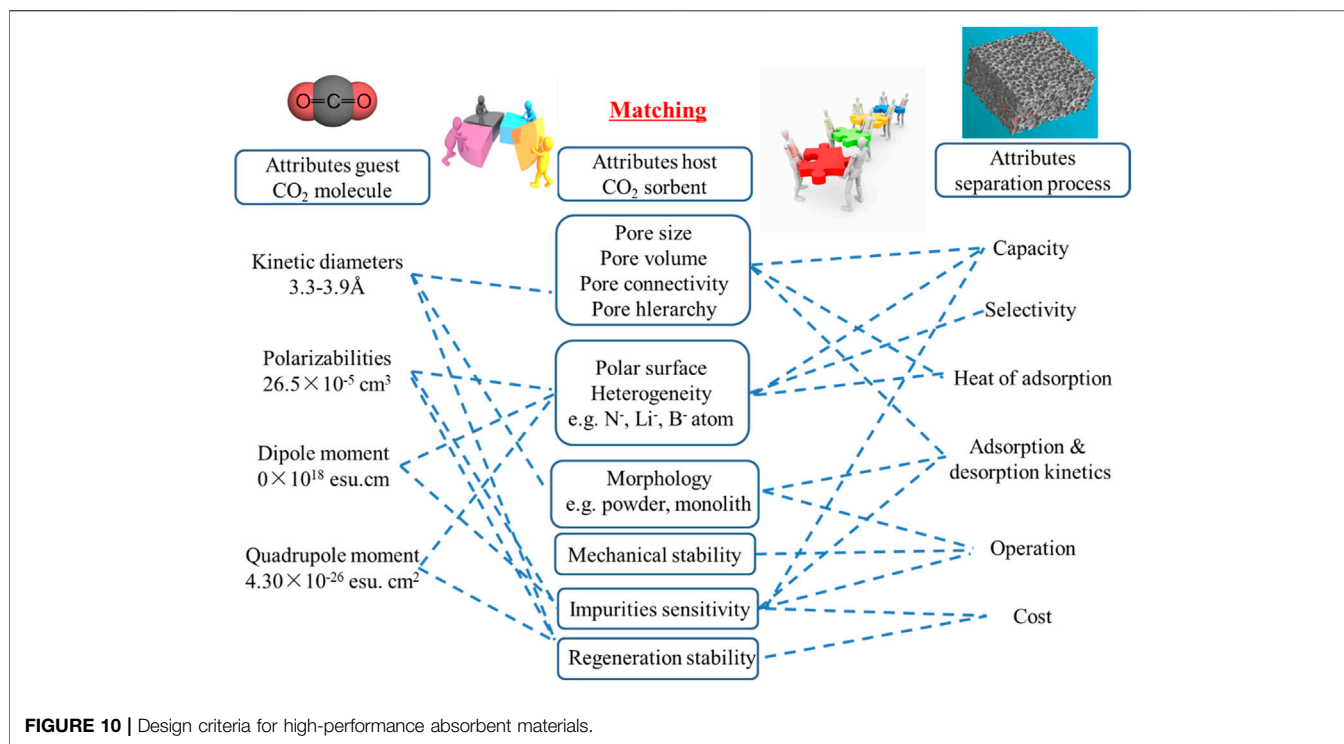 O=C=O
Attributes guest
CO₂ molecule
Matching
Attributes host
CO₂ sorbent
Attributes
separation process
Kinetic diameters
3.3-3.9Å
Polarizabilities
26.5×10⁻⁵ cm³
Dipole moment
0×10¹⁸ esu.cm
Quadrupole moment
4.30×10⁻²⁶ esu. cm²
Pore size
Pore volume
Pore connectivity
Pore hlerarchy
Polar surface
Heterogeneity
e.g. N⁻, Li⁻, B⁻ atom
Morphology
e.g. powder, monolith
Mechanical stability
Impurities sensitivity
Regeneration stability
Capacity
Selectivity
Heat of adsorption
Adsorption &
desorption kinetics
Operation
Cost
FIGURE 10 | Design criteria for high-performance absorbent materials.